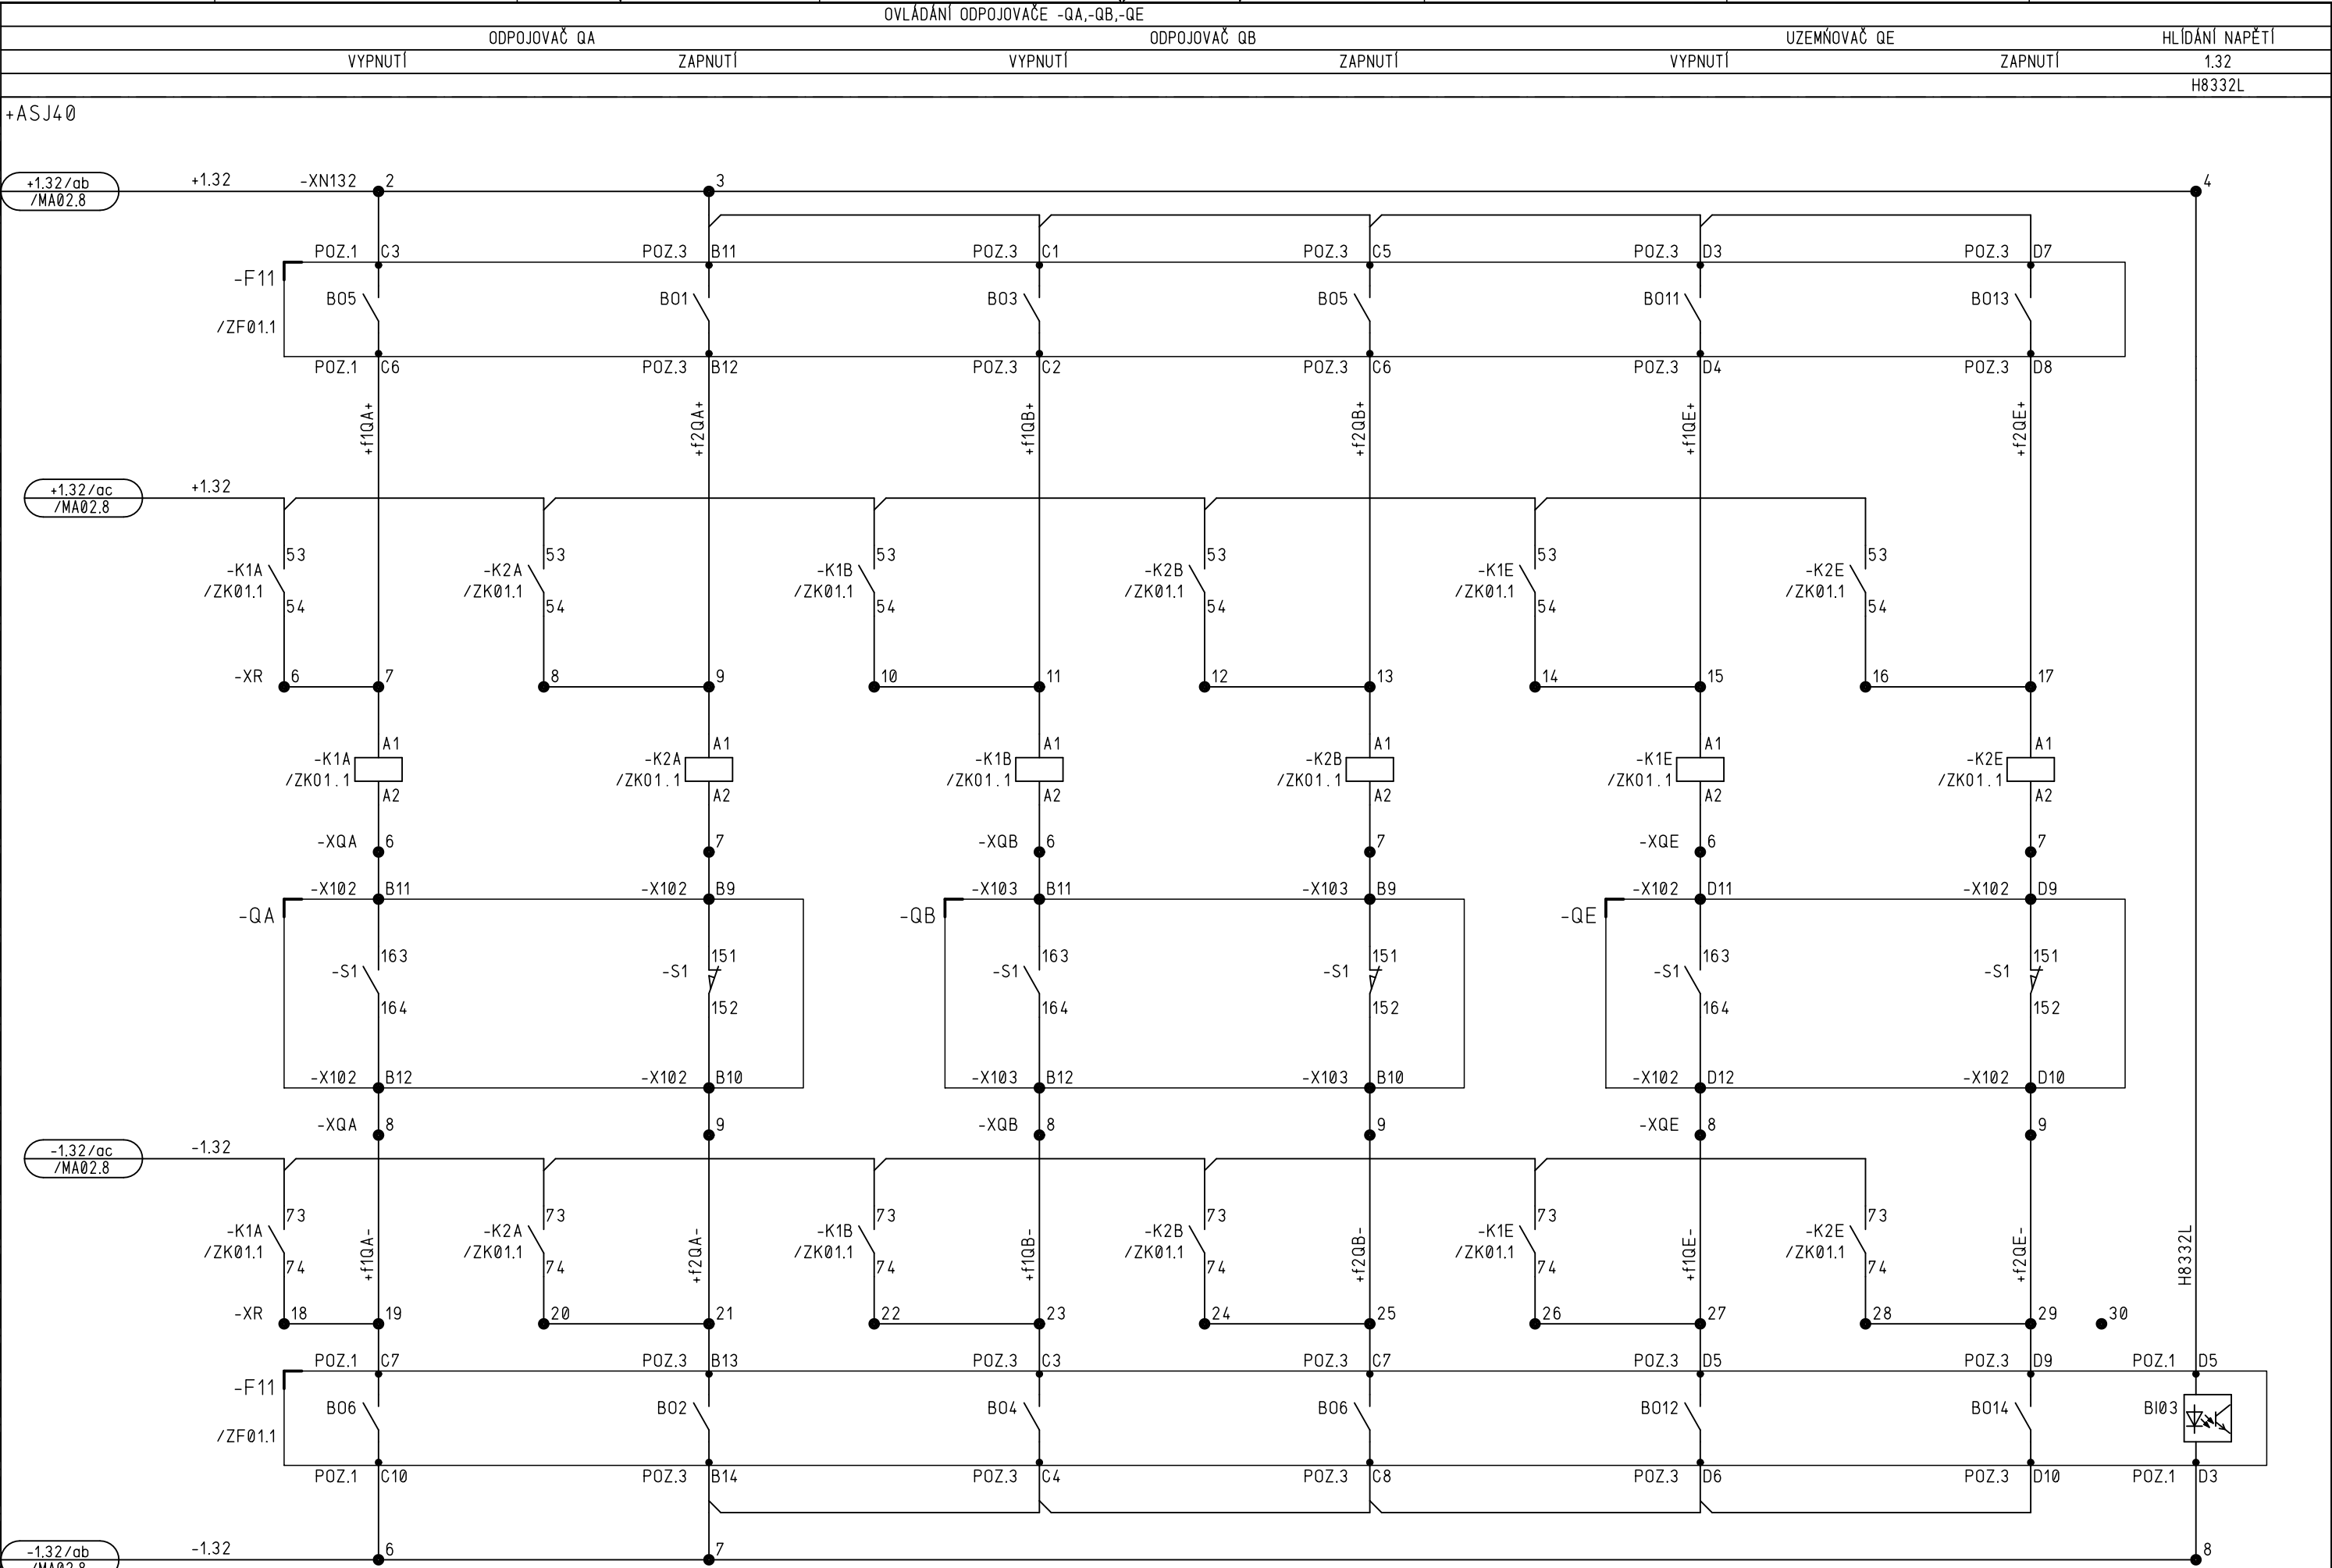 OVLÁDÁNÍ ODPOJOVAČE -QA,-QB,-QE
ODPOJOVAČ QA ODPOJOVAČ QB UZEMŇOVAČ QE HLÍDÁNÍ NAPĚTÍ
VYPNUTÍ ZAPNUTÍ VYPNUTÍ ZAPNUTÍ VYPNUTÍ ZAPNUTÍ 1.32
H8332L
+ASJ40
+1.32/ab +1.32 -XN132 2 3 4
/MA02.8
POZ.1 C3 POZ.3 B11 POZ.3 C1 POZ.3 C5 POZ.3 D3 POZ.3 D7
-F11
BO5 BO1 BO3 BO5 BO11 BO13
/ZF01.1
POZ.1 C6 POZ.3 B12 POZ.3 C2 POZ.3 C6 POZ.3 D4 POZ.3 D8
+f1QA+ +f2QA+ +f1QB+ +f2QB+ +f1QE+ +f2QE+
+1.32/ac +1.32
/MA02.8
53 53 53 53 53 53
-K1A -K2A -K1B -K2B -K1E -K2E
/ZK01.1 /ZK01.1 /ZK01.1 /ZK01.1 /ZK01.1 /ZK01.1
54 54 54 54 54 54
-XR 6 7 8 9 10 11 12 13 14 15 16 17
A1 A1 A1 A1 A1 A1
-K1A -K2A -K1B -K2B -K1E -K2E
/ZK01.1 /ZK01.1 /ZK01.1 /ZK01.1 /ZK01.1 /ZK01.1
A2 A2 A2 A2 A2 A2
-XQA 6 7 -XQB 6 7 -XQE 6 7
-X102 B11 -X102 B9 -X103 B11 -X103 B9 -X102 D11 -X102 D9
-QA -QB -QE
163 151 163 151 163 151
-S1 -S1 -S1 -S1 -S1 -S1
164 152 164 152 164 152
-X102 B12 -X102 B10 -X103 B12 -X103 B10 -X102 D12 -X102 D10
-XQA 8 9 -XQB 8 9 -XQE 8 9
-1.32/ac -1.32
/MA02.8
73 73 73 73 73 73
-K1A -K2A -K1B -K2B -K1E -K2E
/ZK01.1 /ZK01.1 /ZK01.1 /ZK01.1 /ZK01.1 /ZK01.1
74 74 74 74 74 74
+f1QA- +f2QA- +f1QB- +f2QB- +f1QE- +f2QE- H8332L
-XR 18 19 20 21 22 23 24 25 26 27 28 29 30
POZ.1 C7 POZ.3 B13 POZ.3 C3 POZ.3 C7 POZ.3 D5 POZ.3 D9 POZ.1 D5
-F11
BO6 BO2 BO4 BO6 BO12 BO14 BI03
/ZF01.1
POZ.1 C10 POZ.3 B14 POZ.3 C4 POZ.3 C8 POZ.3 D6 POZ.3 D10 POZ.1 D3
-1.32/ab -1.32 6 7 8
/MA02.8